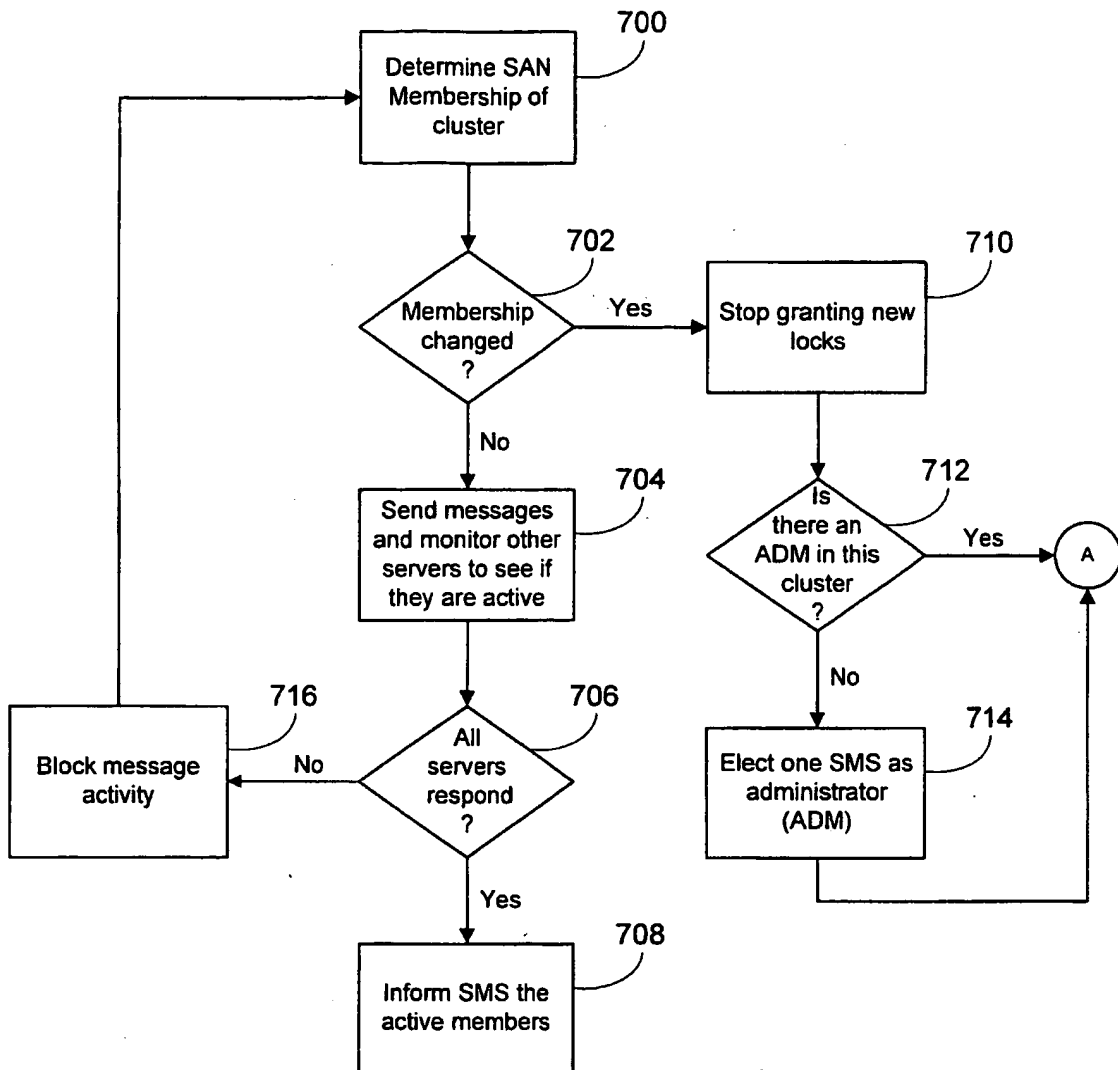 700
Determine SAN
Membership of
cluster
702
Membership
changed
?
Yes
No
710
Stop granting new
locks
704
Send messages
and monitor other
servers to see if
they are active
712
Is
there an
ADM in this
cluster
?
Yes
A
No
714
Elect one SMS as
administrator
(ADM)
706
All
servers
respond
?
No
Yes
716
Block message
activity
708
Inform SMS the
active members